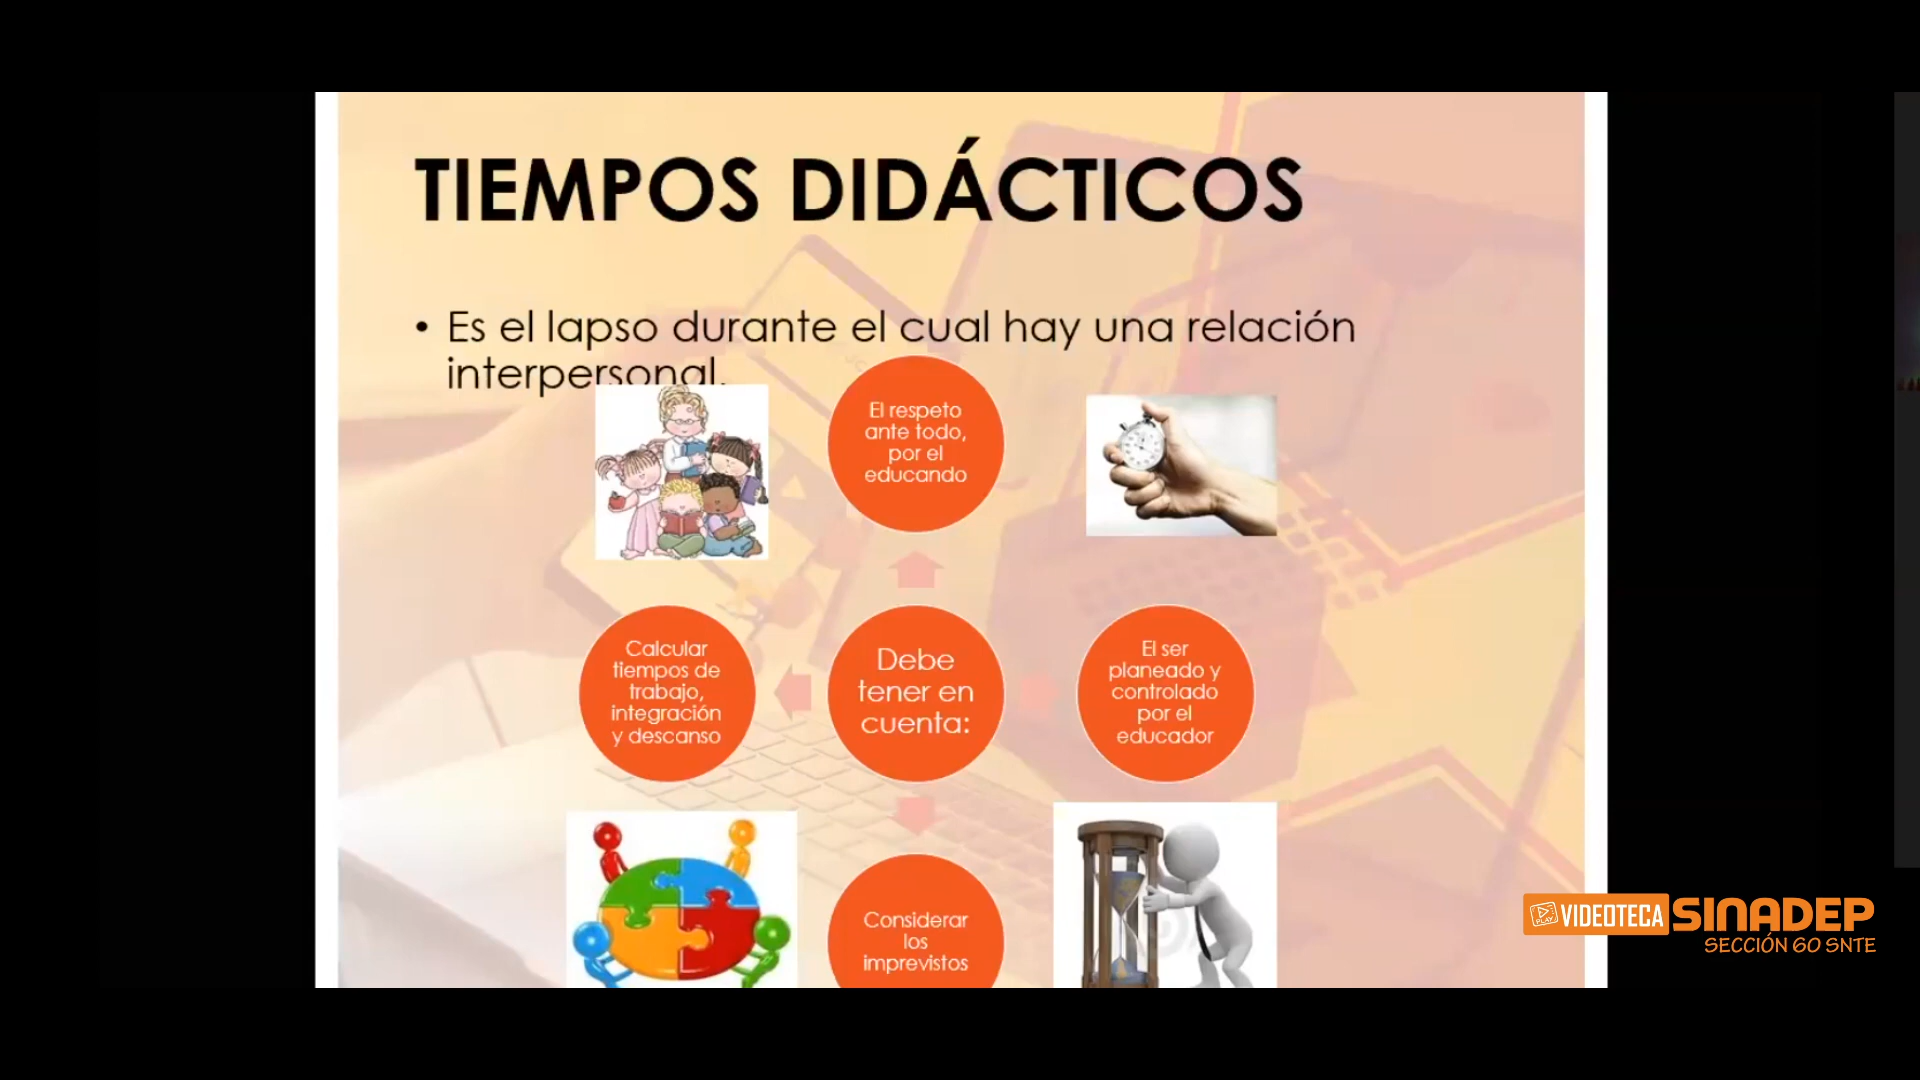 TIEMPOS DIDÁCTICOS
• Es el lapso durante el cual hay una relación
interpersonal.
El respeto
ante todo,
por el
educando
Calcular
tiempos de
trabajo,
integración
y descanso
Debe
tener en
cuenta:
El ser
planeado y
controlado
por el
educador
Considerar
los
imprevistos
PLAY
VIDEOTECA SINADEP
SECCIÓN 60 SNTE